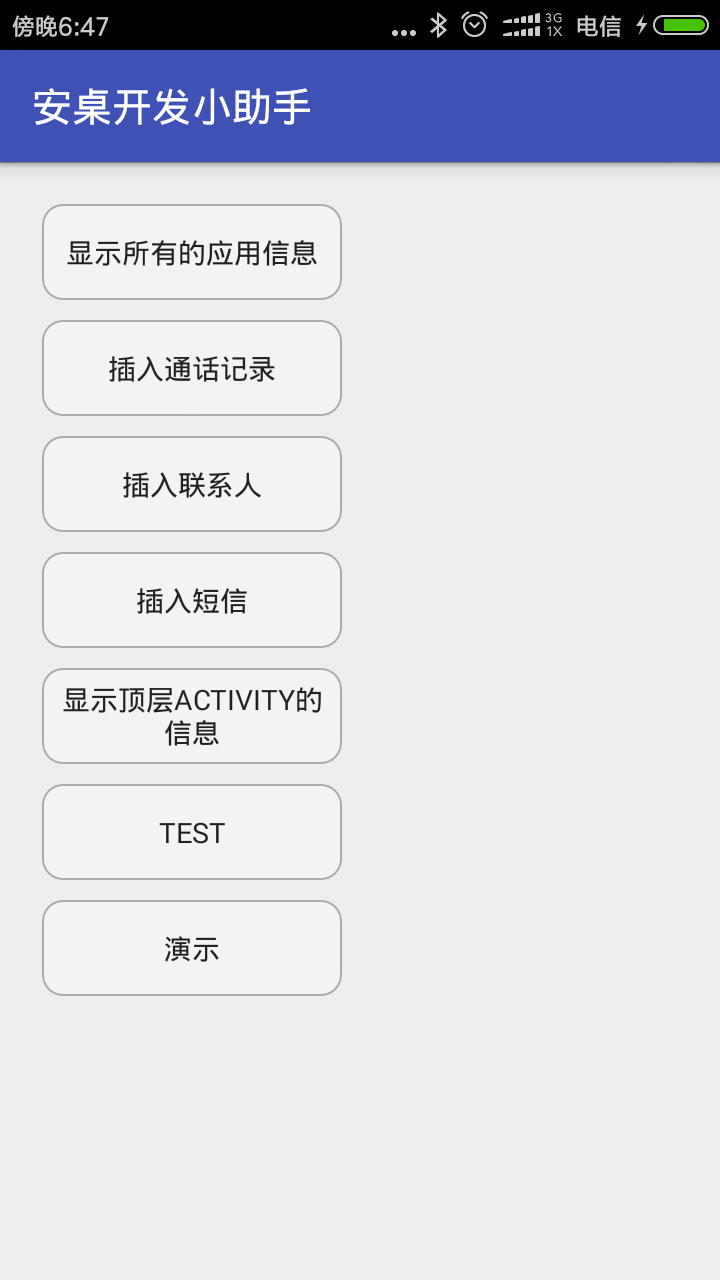 傍晚6:47
3G
1X
电信
安桌开发小助手
显示所有的应用信息
插入通话记录
插入联系人
插入短信
显示顶层ACTIVITY的
信息
TEST
演示